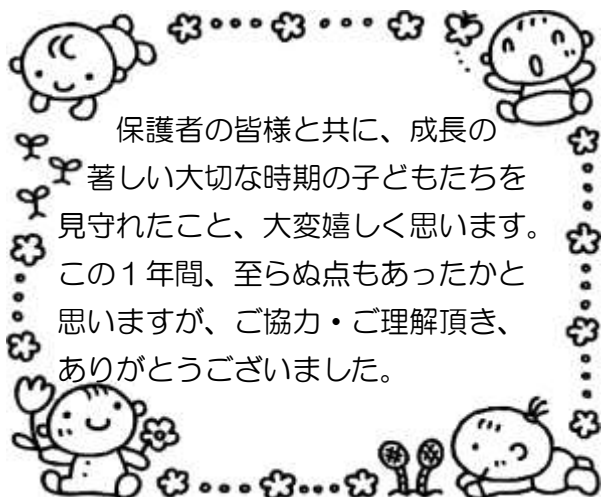 保護者の皆様と共に、成長の
著しい大切な時期の子どもたちを
見守れたこと、大変嬉しく思います。
この１年間、至らぬ点もあったかと
思いますが、ご協力・ご理解頂き、
ありがとうございました。